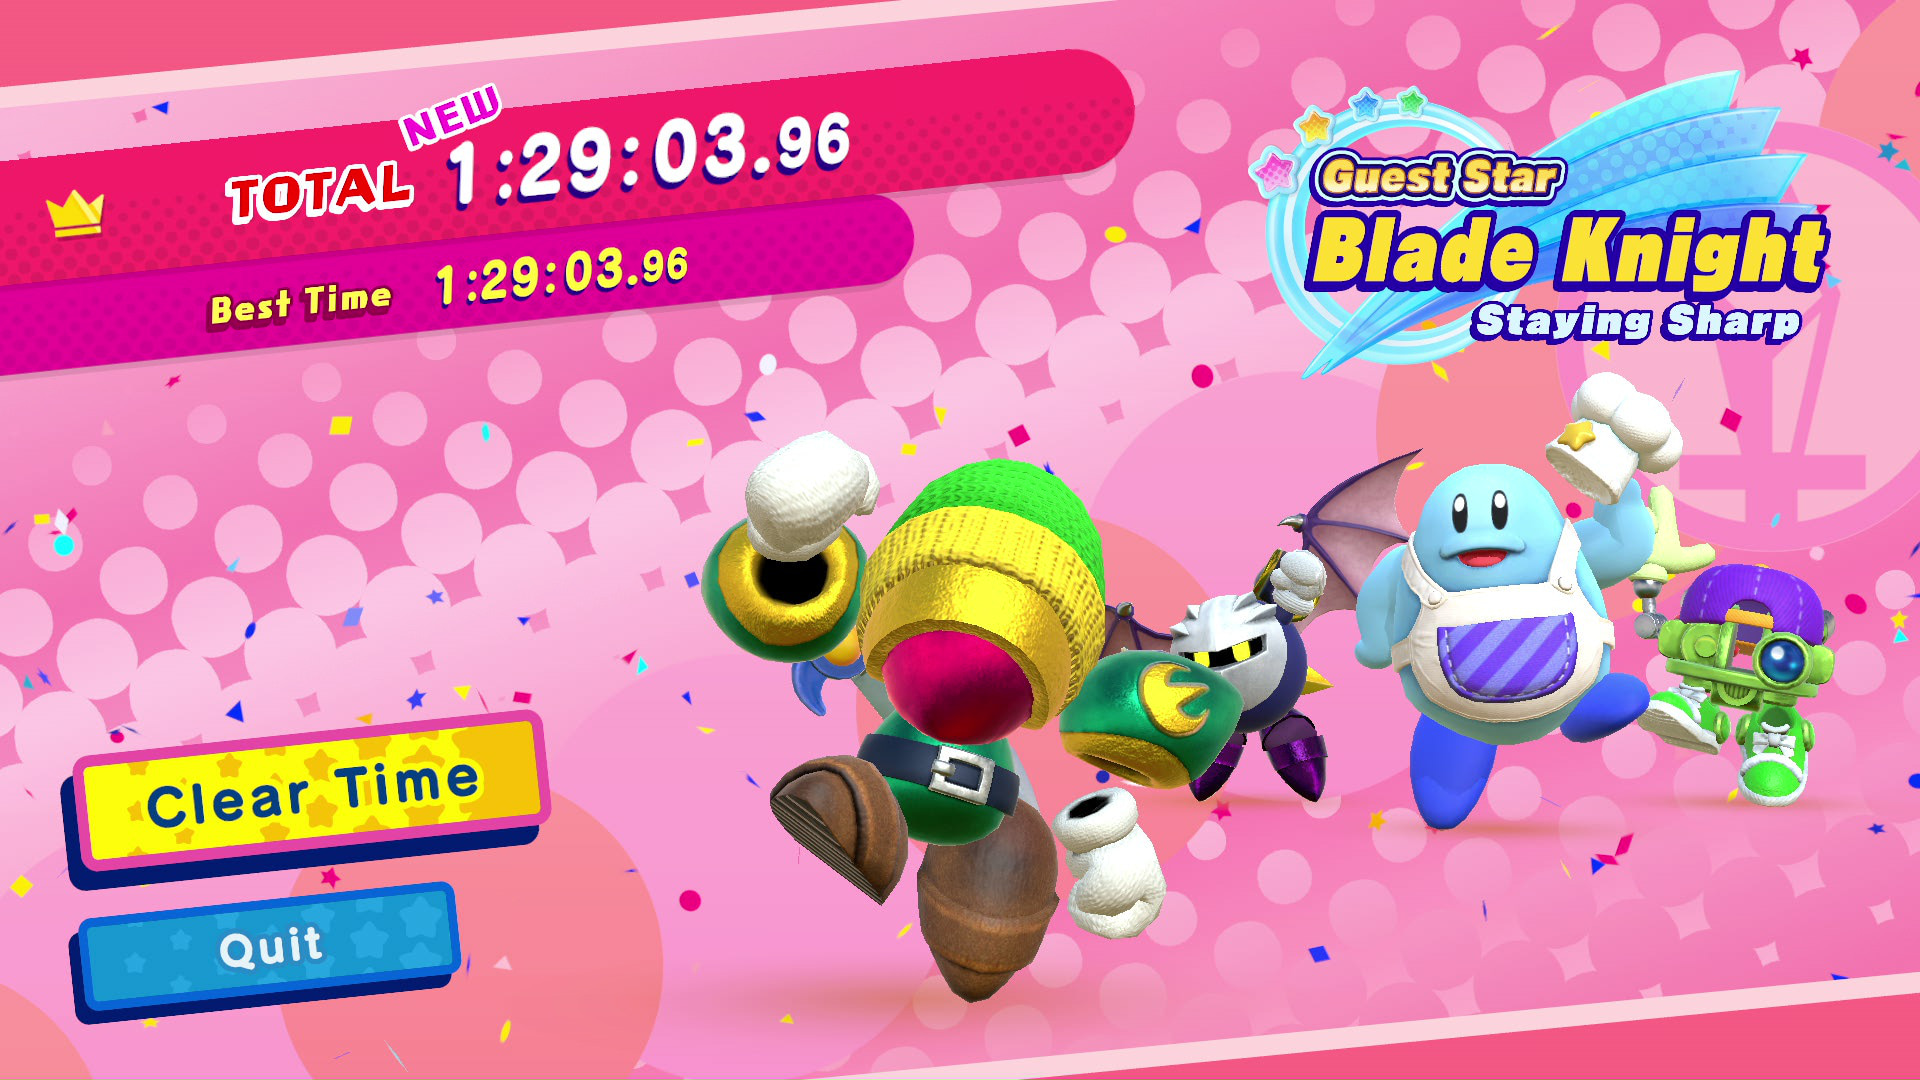 NEW
TOTAL 1:29:03.96
Best Time 1:29:03.96
Guest Star
Blade Knight
Staying Sharp
Clear Time
Quit